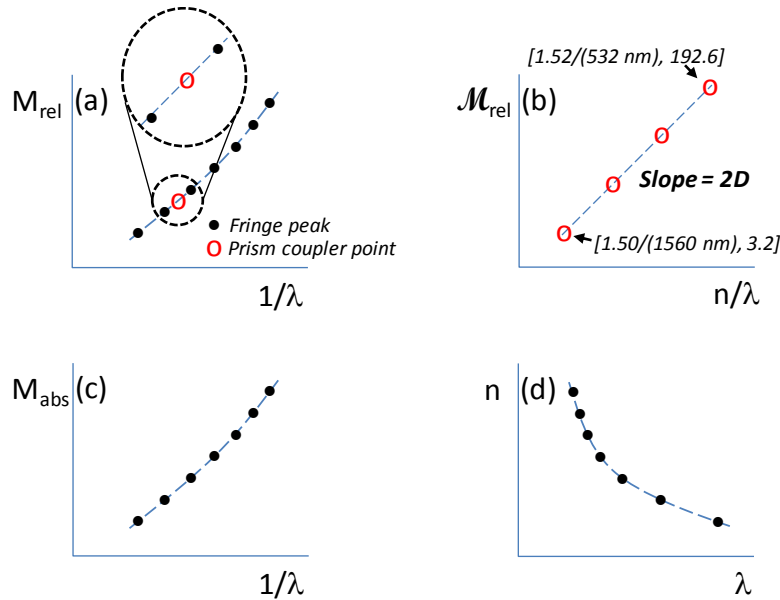 M_rel (a)
● Fringe peak
O Prism coupler point
1/λ
[1.52/(532 nm), 192.6]
ℳ_rel (b)
Slope = 2D
[1.50/(1560 nm), 3.2]
n/λ
M_abs (c)
1/λ
n (d)
λ